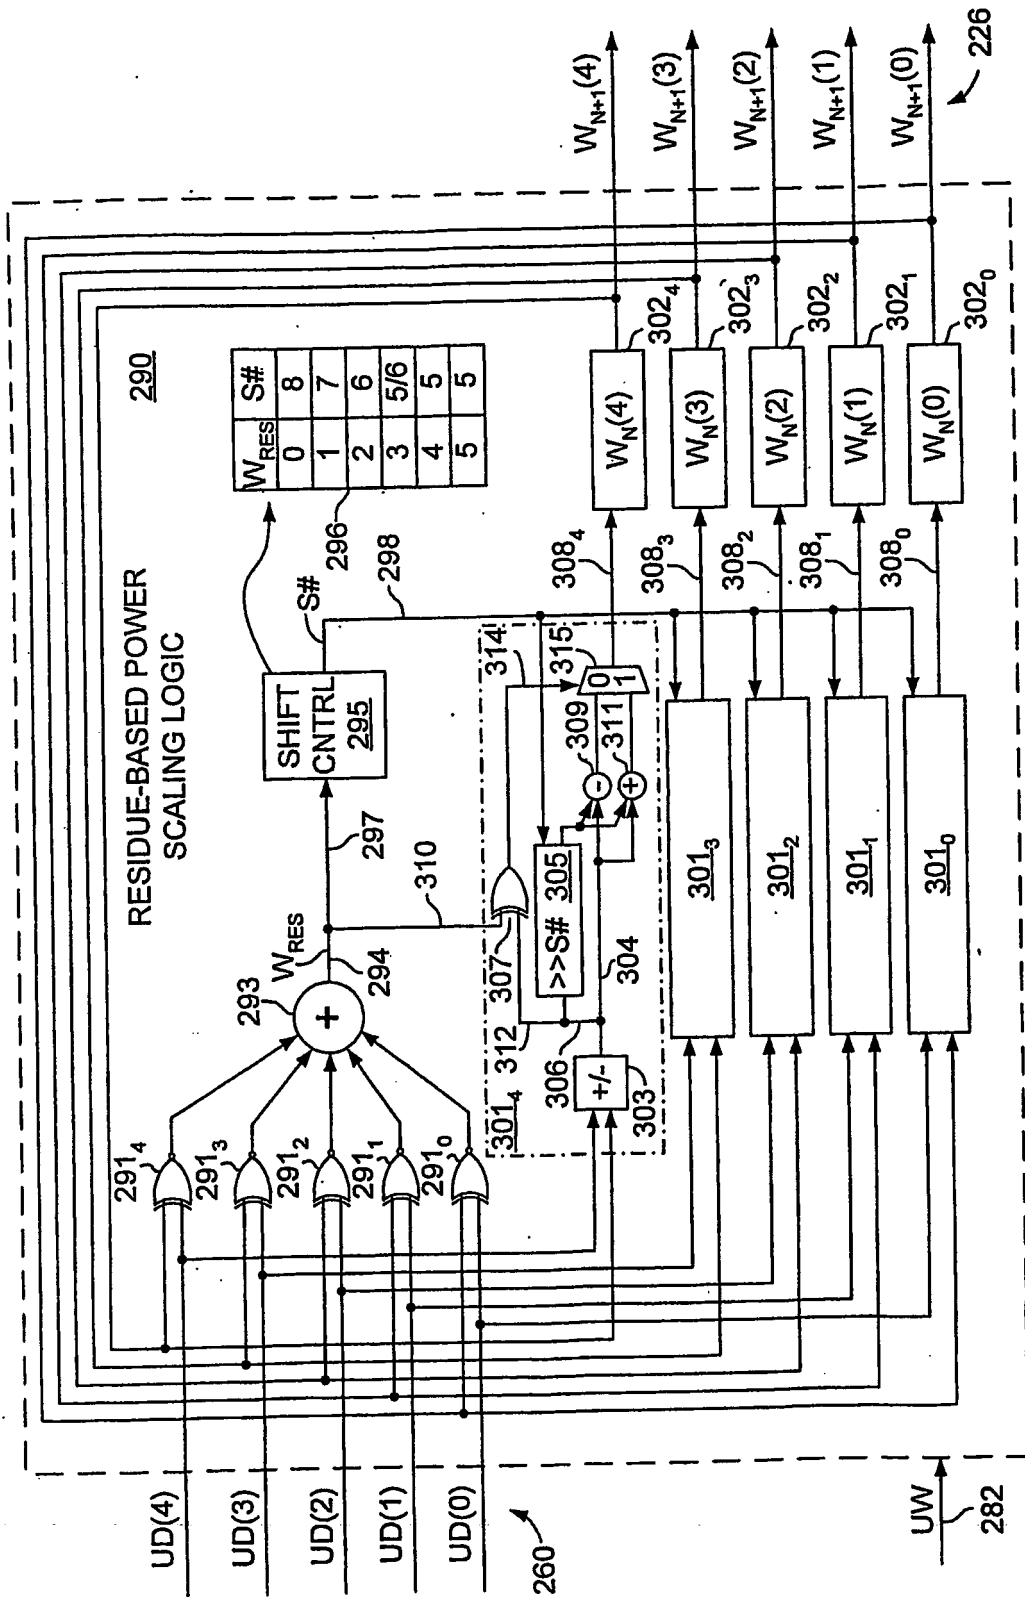 RESIDUE-BASED POWER
SCALING LOGIC
290
W_RES S#
0 8
1 7
2 6
3 5/6
4 5
5 5
296
SHIFT
CNTRL
295
S#
298
297
310
W_RES
294
293
+
291_4
291_3
291_2
291_1
291_0
UD(4)
UD(3)
UD(2)
UD(1)
UD(0)
260
UW
282
301_4
+/-
303
306
312
304
307
>>S# 305
-
+
309
311
314
315
0
1
301_3
301_2
301_1
301_0
308_4
308_3
308_2
308_1
308_0
W_N(4)
W_N(3)
W_N(2)
W_N(1)
W_N(0)
302_4
302_3
302_2
302_1
302_0
W_N+1(4)
W_N+1(3)
W_N+1(2)
W_N+1(1)
W_N+1(0)
226